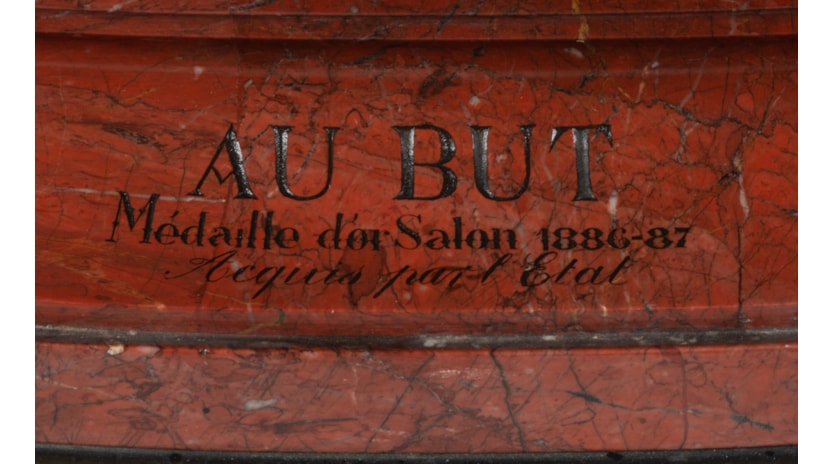 AU BUT
Médaille d'or Salon 1886-87
Acquis par l'Etat